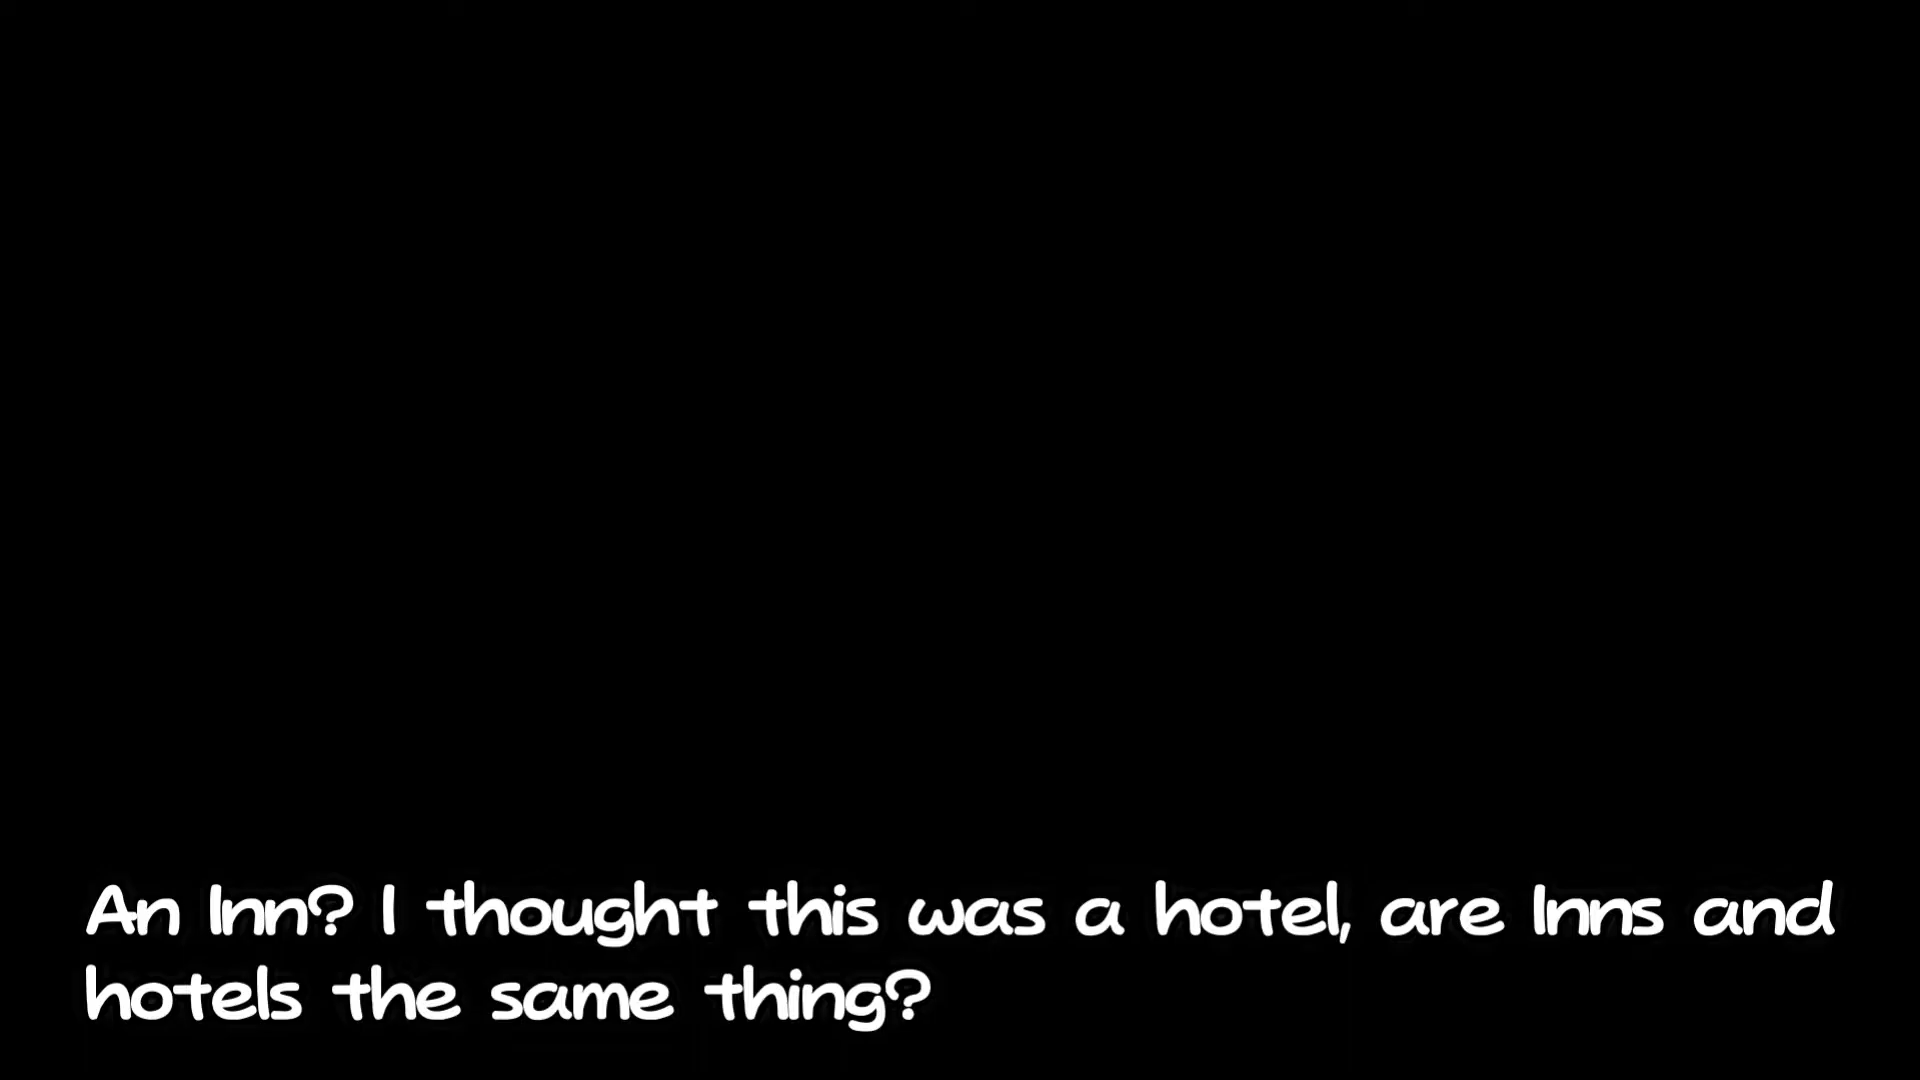 An Inn? I thought this was a hotel, are Inns and
hotels the same thing?